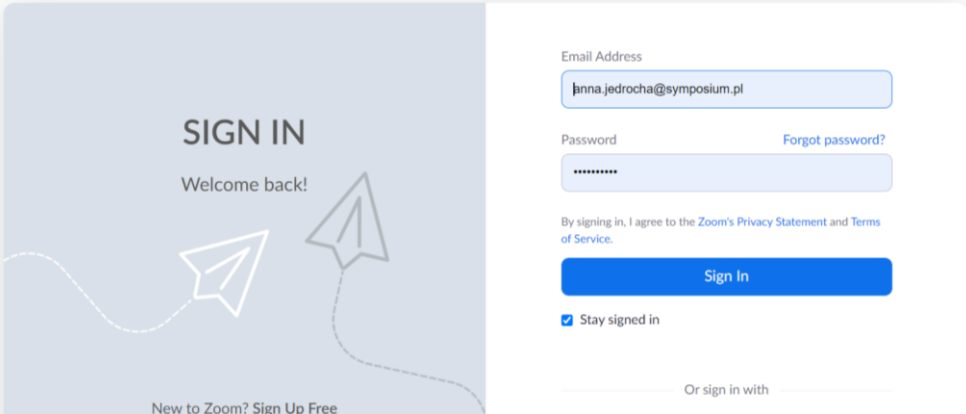 SIGN IN
Welcome back!
New to Zoom? Sign Up Free
Email Address
anna.jedrocha@symposium.pl
Password Forgot password?
••••••••••
By signing in, I agree to the Zoom's Privacy Statement and Terms
of Service.
Sign In
Stay signed in
Or sign in with